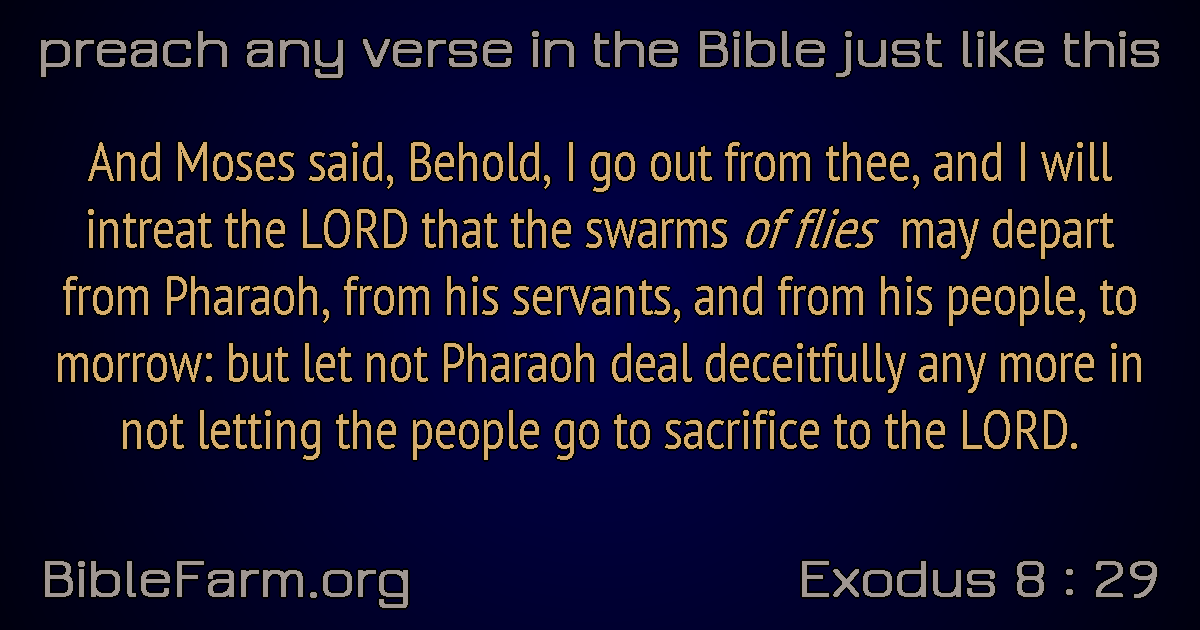 preach any verse in the Bible just like this
And Moses said, Behold, I go out from thee, and I will
intreat the LORD that the swarms of flies may depart
from Pharaoh, from his servants, and from his people, to
morrow: but let not Pharaoh deal deceitfully any more in
not letting the people go to sacrifice to the LORD.
BibleFarm.org
Exodus 8 : 29